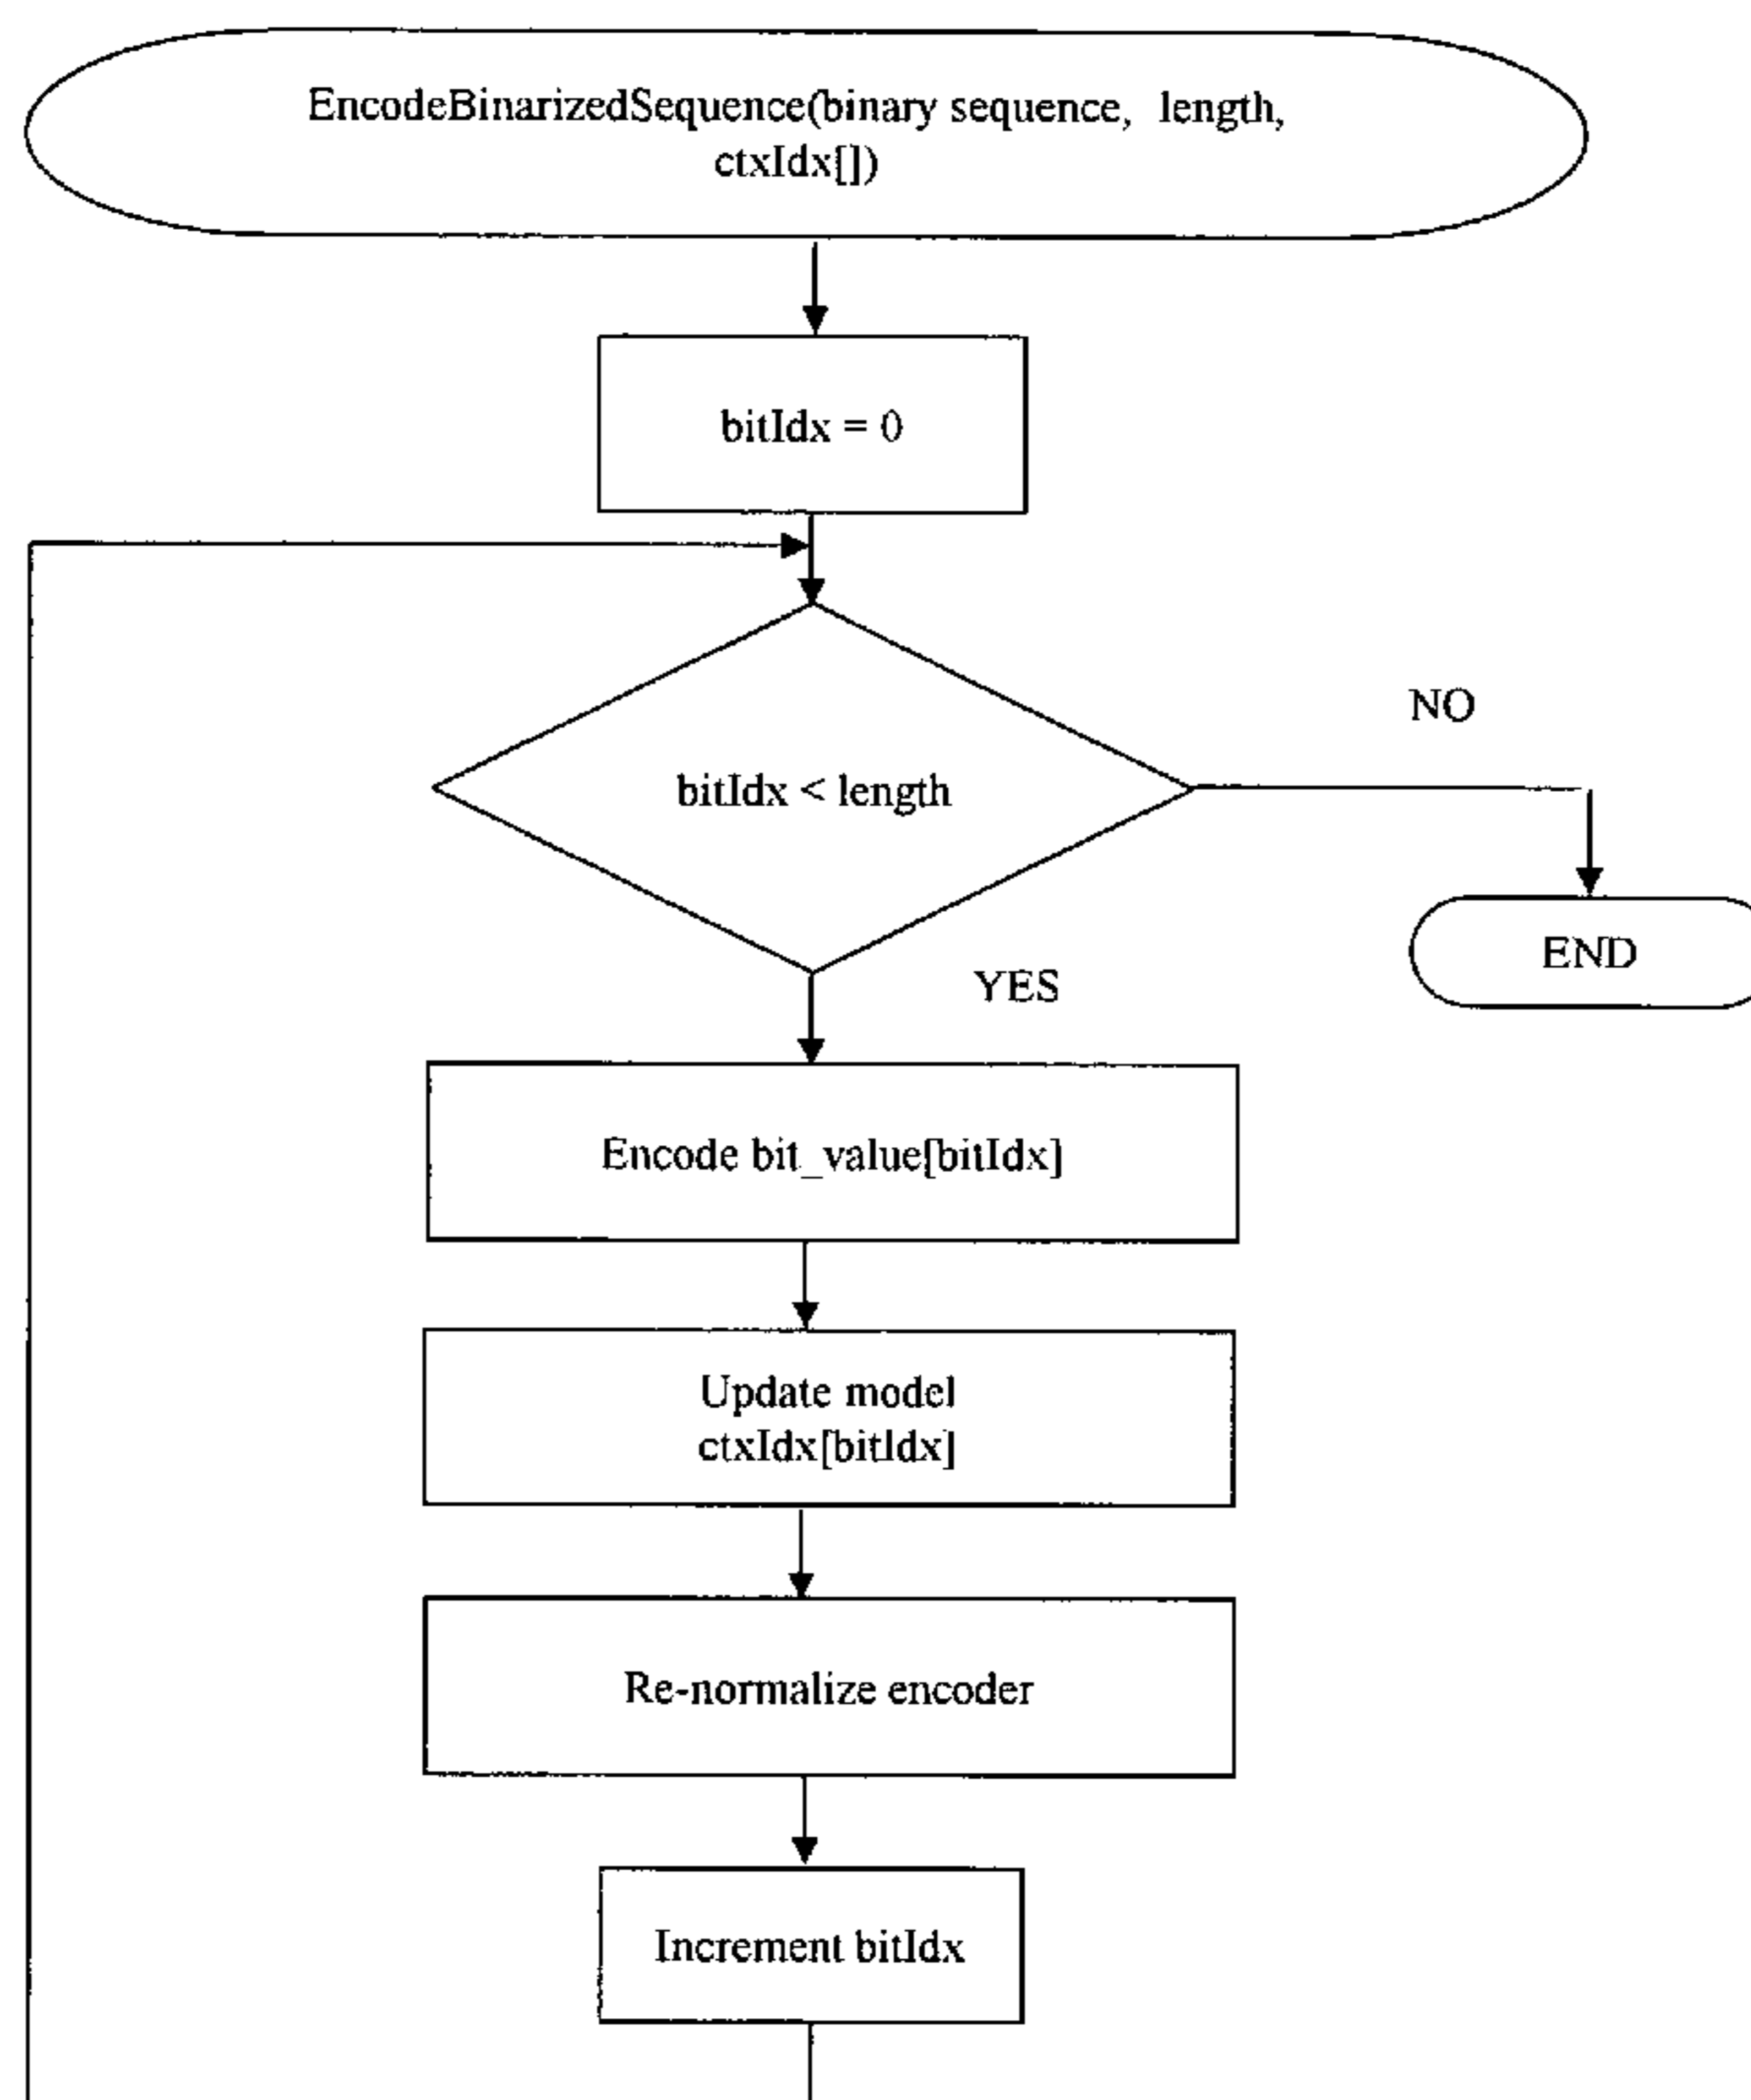 EncodeBinarizedSequence(binary sequence, length,
ctxIdx[])
bitIdx = 0
bitIdx < length
NO
END
YES
Encode bit_value[bitIdx]
Update model
ctxIdx[bitIdx]
Re-normalize encoder
Increment bitIdx